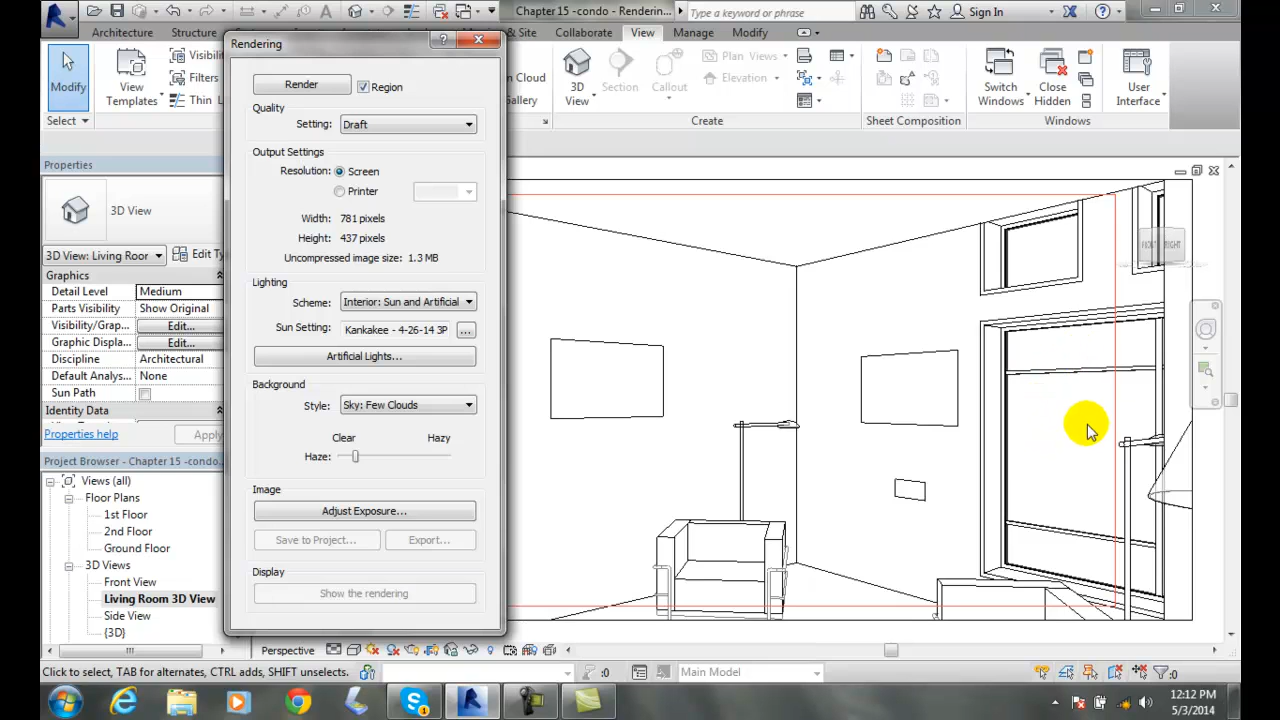 Chapter 15 -condo - Renderin...
Type a keyword or phrase
Sign In
Architecture
Structure
& Site
Collaborate
View
Manage
Modify
Modify
View
Templates
Visibili
Filters
Thin L
n Cloud
allery
3D
View
Section
Callout
Plan Views
Elevation
Switch
Windows
Close
Hidden
User
Interface
Select
Create
Sheet Composition
Windows
Rendering
Render
Region
Quality
Setting:
Draft
Output Settings
Resolution:
Screen
Printer
Width:
781 pixels
Height:
437 pixels
Uncompressed image size:
1.3 MB
Lighting
Scheme:
Interior: Sun and Artificial
Sun Setting:
Kankakee - 4-26-14 3P
...
Artificial Lights...
Background
Style:
Sky: Few Clouds
Clear
Hazy
Haze:
Image
Adjust Exposure...
Save to Project...
Export...
Display
Show the rendering
Properties
3D View
3D View: Living Roor
Edit Ty
Graphics
Detail Level
Medium
Parts Visibility
Show Original
Visibility/Grap...
Edit...
Graphic Displa...
Edit...
Discipline
Architectural
Default Analys...
None
Sun Path
Identity Data
Properties help
Apply
Project Browser - Chapter 15 -condo...
Views (all)
Floor Plans
1st Floor
2nd Floor
Ground Floor
3D Views
Front View
Living Room 3D View
Side View
{3D}
Perspective
Click to select, TAB for alternates, CTRL adds, SHIFT unselects.
:0
Main Model
:0
12:12 PM
5/3/2014